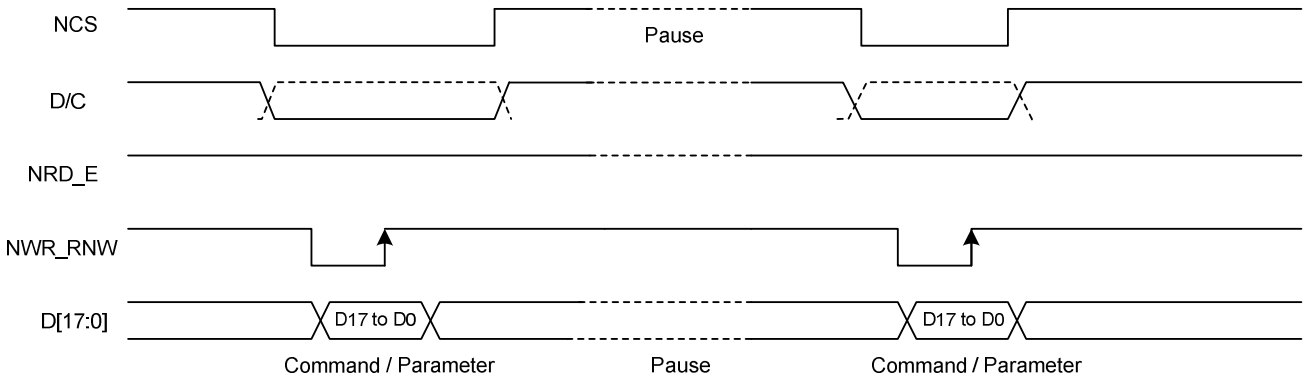 NCS
Pause
D/C
NRD_E
NWR_RNW
D[17:0]
D17 to D0
D17 to D0
Command / Parameter
Pause
Command / Parameter